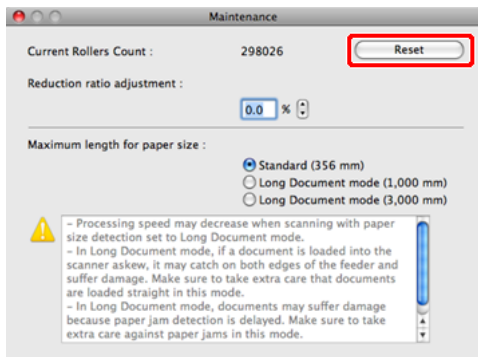 Maintenance
Current Rollers Count : 298026 Reset
Reduction ratio adjustment :
0.0 %
Maximum length for paper size :
Standard (356 mm)
Long Document mode (1,000 mm)
Long Document mode (3,000 mm)
– Processing speed may decrease when scanning with paper
size detection set to Long Document mode.
– In Long Document mode, if a document is loaded into the
scanner askew, it may catch on both edges of the feeder and
suffer damage. Make sure to take extra care that documents
are loaded straight in this mode.
– In Long Document mode, documents may suffer damage
because paper jam detection is delayed. Make sure to take
extra care against paper jams in this mode.